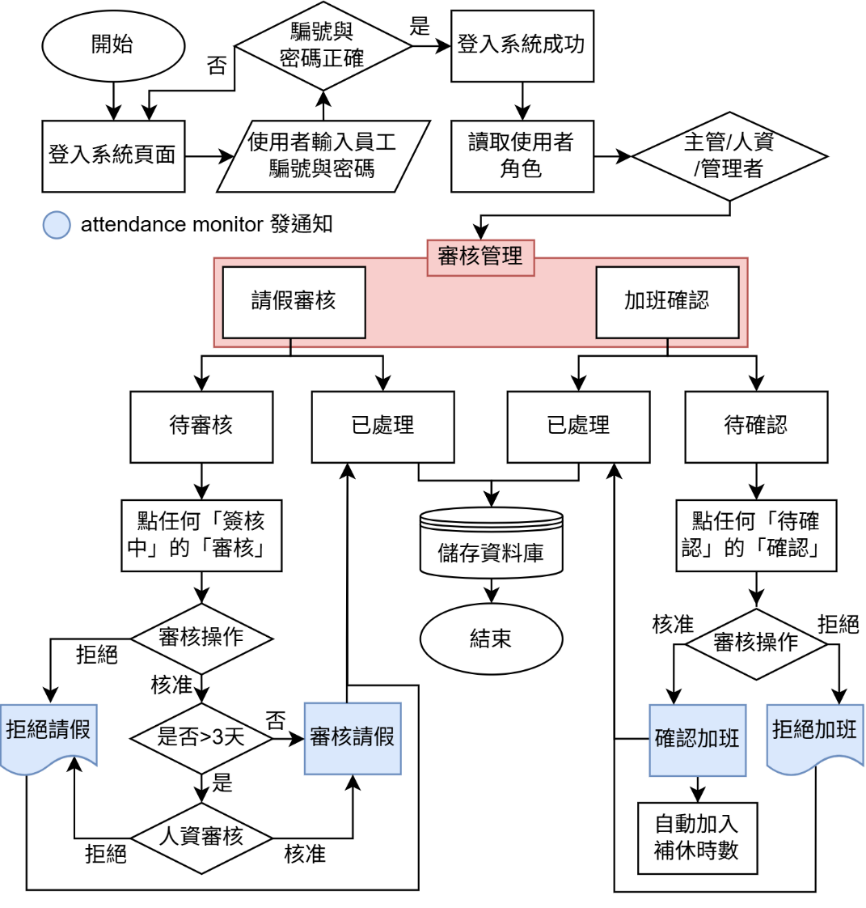 開始
騙號與
密碼正確
是
否
登入系統成功
登入系統頁面
使用者輸入員工
騙號與密碼
讀取使用者
角色
主管/人資
/管理者
attendance monitor 發通知
審核管理
請假審核
加班確認
待審核
已處理
已處理
待確認
點任何「簽核
中」的「審核」
儲存資料庫
點任何「待確
認」的「確認」
審核操作
拒絕
核准
結束
審核操作
核准
拒絕
拒絕請假
是否>3天
否
審核請假
是
人資審核
拒絕
核准
確認加班
拒絕加班
自動加入
補休時數